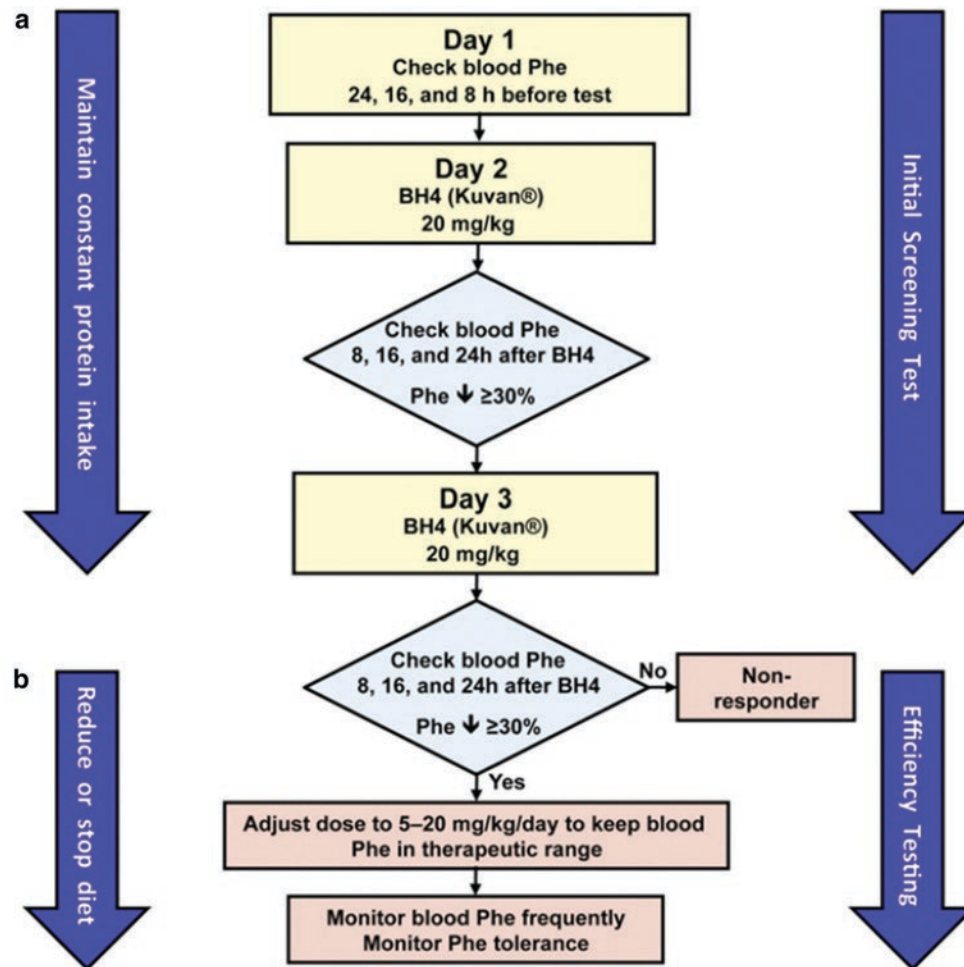 a
Maintain constant protein intake
Initial Screening Test
Day 1
Check blood Phe
24, 16, and 8 h before test
Day 2
BH4 (Kuvan®)
20 mg/kg
Check blood Phe
8, 16, and 24h after BH4
Phe 🡻 ≥30%
Day 3
BH4 (Kuvan®)
20 mg/kg
b
Reduce or stop diet
Efficiency Testing
Check blood Phe
8, 16, and 24h after BH4
Phe 🡻 ≥30%
No
Non-
responder
Yes
Adjust dose to 5–20 mg/kg/day to keep blood
Phe in therapeutic range
Monitor blood Phe frequently
Monitor Phe tolerance